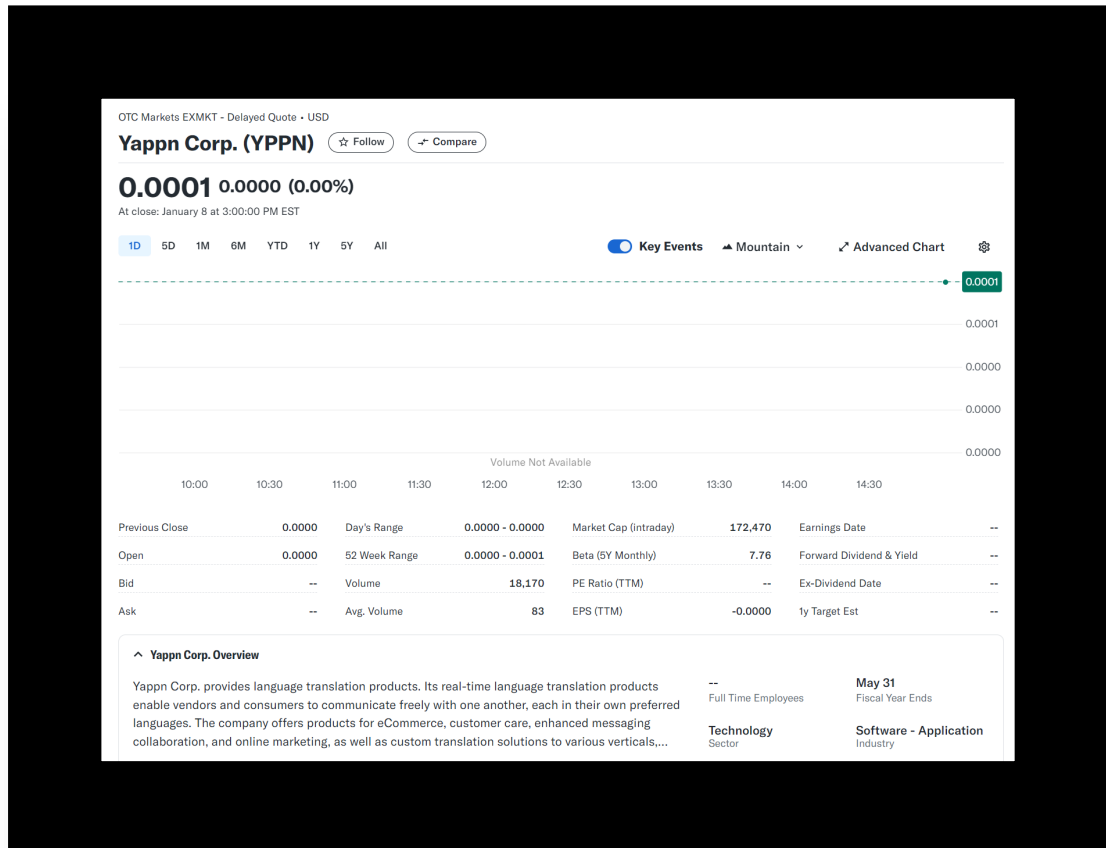 OTC Markets EXMKT - Delayed Quote • USD
Yappn Corp. (YPPN) Follow Compare
0.0001 0.0000 (0.00%)
At close: January 8 at 3:00:00 PM EST
1D 5D 1M 6M YTD 1Y 5Y All Key Events Mountain Advanced Chart
0.0001
0.0001
0.0000
0.0000
0.0000
Volume Not Available
10:00 10:30 11:00 11:30 12:00 12:30 13:00 13:30 14:00 14:30
Previous Close 0.0000 Day's Range 0.0000 - 0.0000 Market Cap (intraday) 172,470 Earnings Date --
Open 0.0000 52 Week Range 0.0000 - 0.0001 Beta (5Y Monthly) 7.76 Forward Dividend & Yield --
Bid -- Volume 18,170 PE Ratio (TTM) -- Ex-Dividend Date --
Ask -- Avg. Volume 83 EPS (TTM) -0.0000 1y Target Est --
Yappn Corp. Overview
Yappn Corp. provides language translation products. Its real-time language translation products
enable vendors and consumers to communicate freely with one another, each in their own preferred
languages. The company offers products for eCommerce, customer care, enhanced messaging
collaboration, and online marketing, as well as custom translation solutions to various verticals,...
-- May 31
Full Time Employees Fiscal Year Ends
Technology Software - Application
Sector Industry